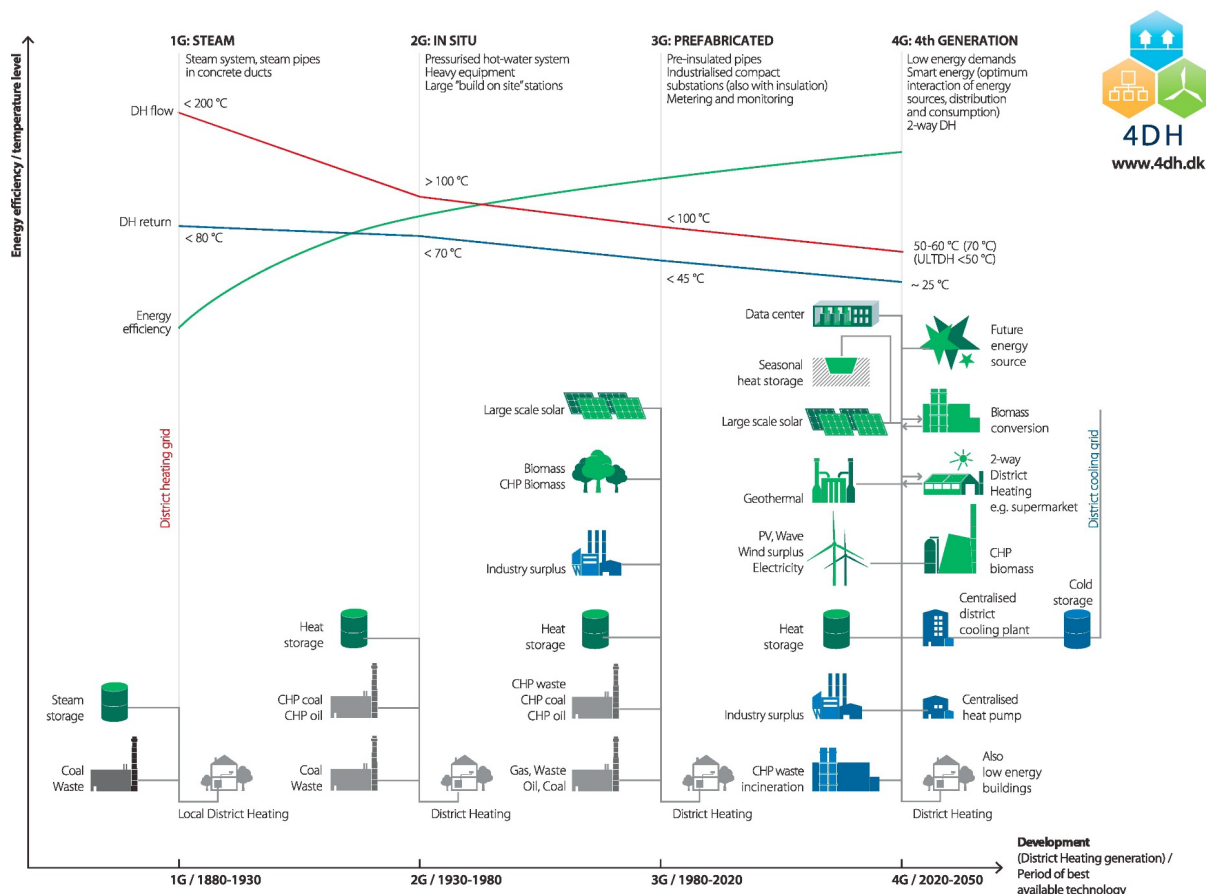 1G: STEAM
Steam system, steam pipes
in concrete ducts
2G: IN SITU
Pressurised hot-water system
Heavy equipment
Large "build on site" stations
3G: PREFABRICATED
Pre-insulated pipes
Industrialised compact
substations (also with insulation)
Metering and monitoring
4G: 4th GENERATION
Low energy demands
Smart energy (optimum
interaction of energy
sources, distribution
and consumption)
2-way DH
4DH
www.4dh.dk
Energy efficiency / temperature level
DH flow
< 200 °C
> 100 °C
< 100 °C
50-60 °C (70 °C)
(ULTDH <50 °C)
DH return
< 80 °C
< 70 °C
< 45 °C
~ 25 °C
Energy
efficiency
District heating grid
Steam
storage
Coal
Waste
Local District Heating
Heat
storage
CHP coal
CHP oil
Coal
Waste
District Heating
Large scale solar
Biomass
CHP Biomass
Industry surplus
Heat
storage
CHP waste
CHP coal
CHP oil
Gas, Waste
Oil, Coal
District Heating
Data center
Seasonal
heat storage
Large scale solar
Geothermal
PV, Wave
Wind surplus
Electricity
Heat
storage
Industry surplus
CHP waste
incineration
Future
energy
source
Biomass
conversion
2-way
District
Heating
e.g. supermarket
CHP
biomass
Centralised
district
cooling plant
Cold
storage
Centralised
heat pump
Also
low energy
buildings
District Heating
District cooling grid
1G / 1880-1930
2G / 1930-1980
3G / 1980-2020
4G / 2020-2050
Development
(District Heating generation) /
Period of best
available technology